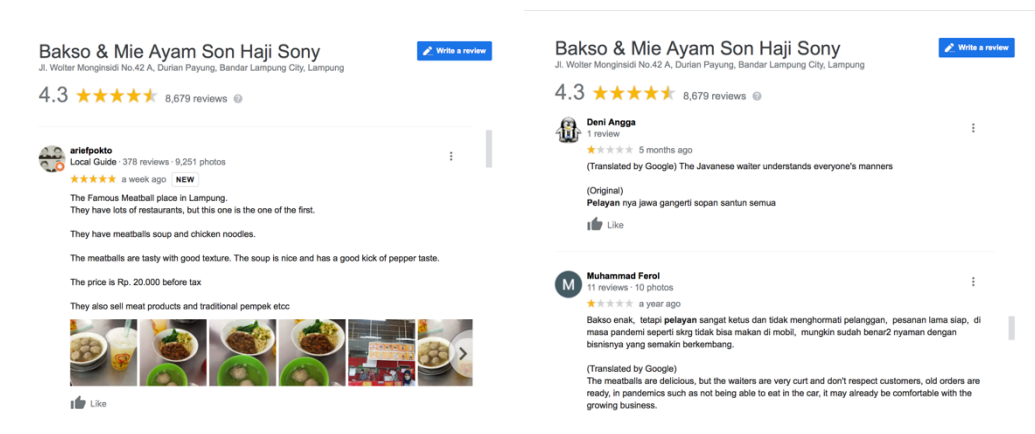 Bakso & Mie Ayam Son Haji Sony
Write a review
Jl. Wolter Monginsidi No.42 A, Durian Payung, Bandar Lampung City, Lampung
4.3
8,679 reviews
ariefpokto
Local Guide · 378 reviews · 9,251 photos
a week ago NEW
The Famous Meatball place in Lampung.
They have lots of restaurants, but this one is the one of the first.
They have meatballs soup and chicken noodles.
The meatballs are tasty with good texture. The soup is nice and has a good kick of pepper taste.
The price is Rp. 20.000 before tax
They also sell meat products and traditional pempek etcc
Like
Bakso & Mie Ayam Son Haji Sony
Write a review
Jl. Wolter Monginsidi No.42 A, Durian Payung, Bandar Lampung City, Lampung
4.3
8,679 reviews
Deni Angga
1 review
5 months ago
(Translated by Google) The Javanese waiter understands everyone's manners
(Original)
Pelayan nya jawa gangerti sopan santun semua
Like
M
Muhammad Ferol
11 reviews · 10 photos
a year ago
Bakso enak, tetapi pelayan sangat ketus dan tidak menghormati pelanggan, pesanan lama siap, di
masa pandemi seperti skrg tidak bisa makan di mobil, mungkin sudah benar2 nyaman dengan
bisnisnya yang semakin berkembang.
(Translated by Google)
The meatballs are delicious, but the waiters are very curt and don't respect customers, old orders are
ready, in pandemics such as not being able to eat in the car, it may already be comfortable with the
growing business.